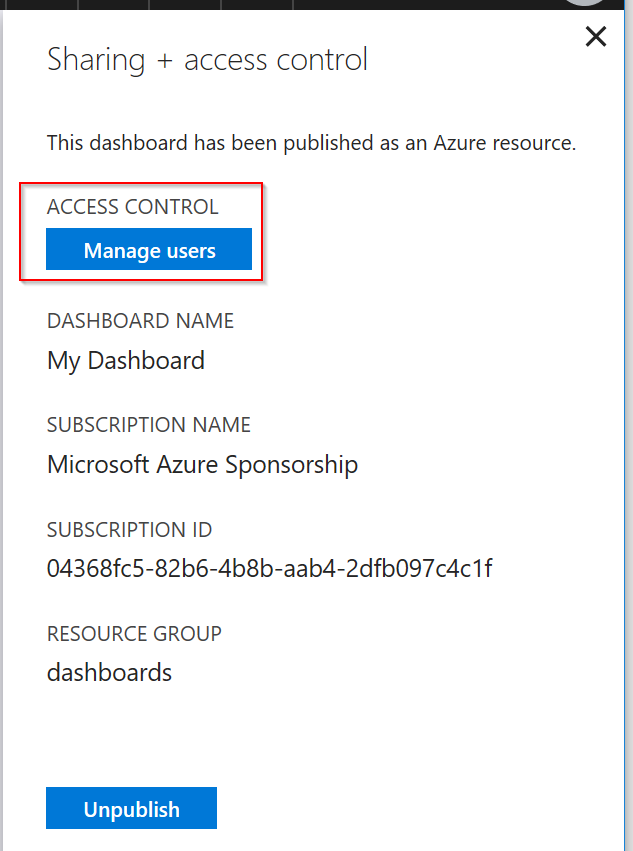 Sharing + access control
This dashboard has been published as an Azure resource.
ACCESS CONTROL
Manage users
DASHBOARD NAME
My Dashboard
SUBSCRIPTION NAME
Microsoft Azure Sponsorship
SUBSCRIPTION ID
04368fc5-82b6-4b8b-aab4-2dfb097c4c1f
RESOURCE GROUP
dashboards
Unpublish